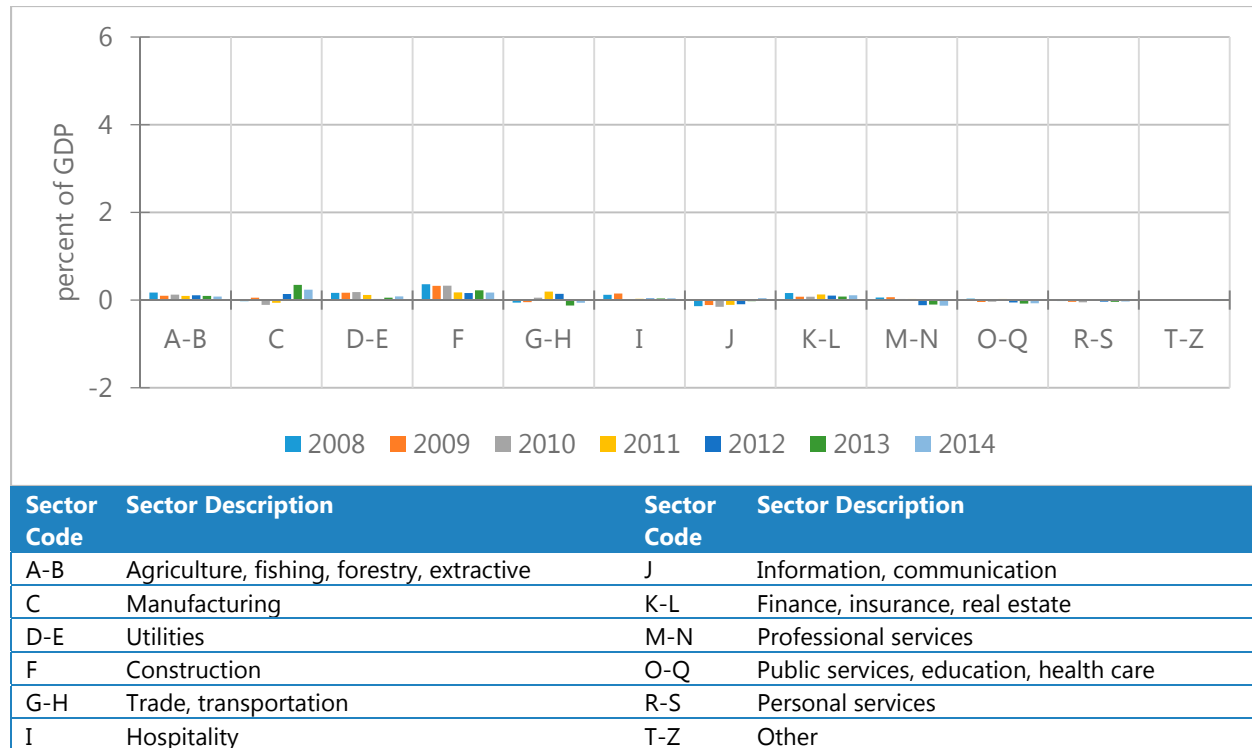 6
4
2
0
-2
percent of GDP
A-B C D-E F G-H I J K-L M-N O-Q R-S T-Z
2008 2009 2010 2011 2012 2013 2014
Sector Code Sector Description Sector Code Sector Description
A-B Agriculture, fishing, forestry, extractive J Information, communication
C Manufacturing K-L Finance, insurance, real estate
D-E Utilities M-N Professional services
F Construction O-Q Public services, education, health care
G-H Trade, transportation R-S Personal services
I Hospitality T-Z Other